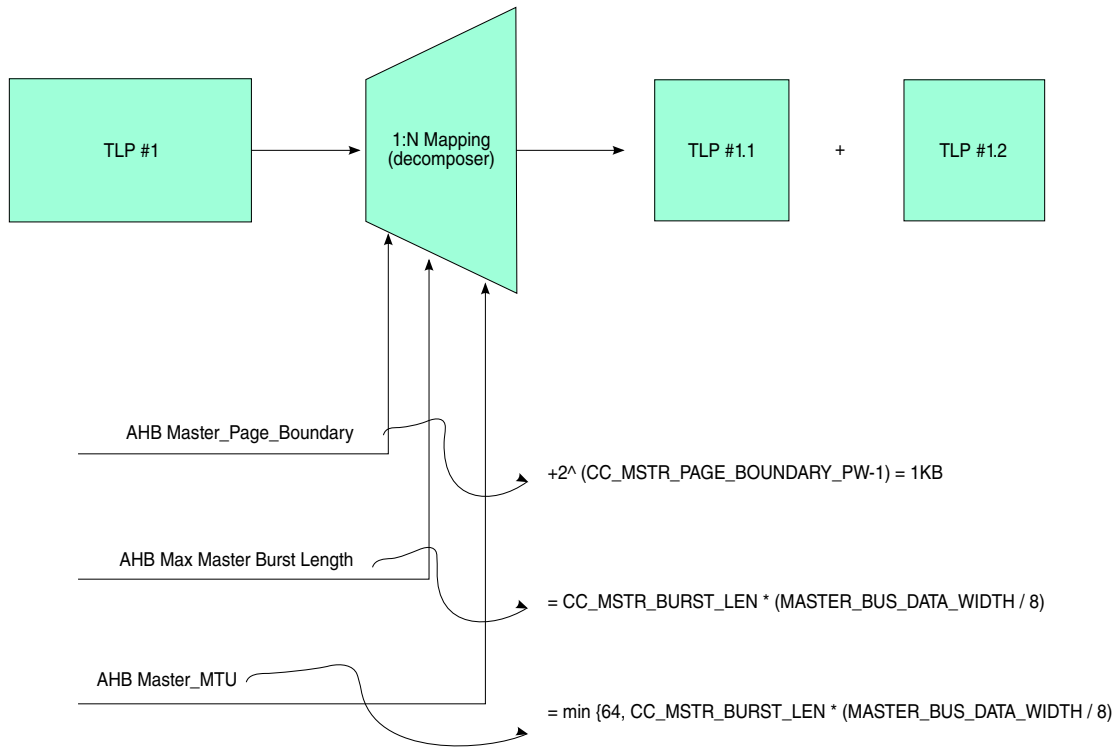 TLP #1
1:N Mapping
(decomposer)
TLP #1.1
+
TLP #1.2
AHB Master_Page_Boundary
+2^ (CC_MSTR_PAGE_BOUNDARY_PW-1) = 1KB
AHB Max Master Burst Length
= CC_MSTR_BURST_LEN * (MASTER_BUS_DATA_WIDTH / 8)
AHB Master_MTU
= min {64, CC_MSTR_BURST_LEN * (MASTER_BUS_DATA_WIDTH / 8)